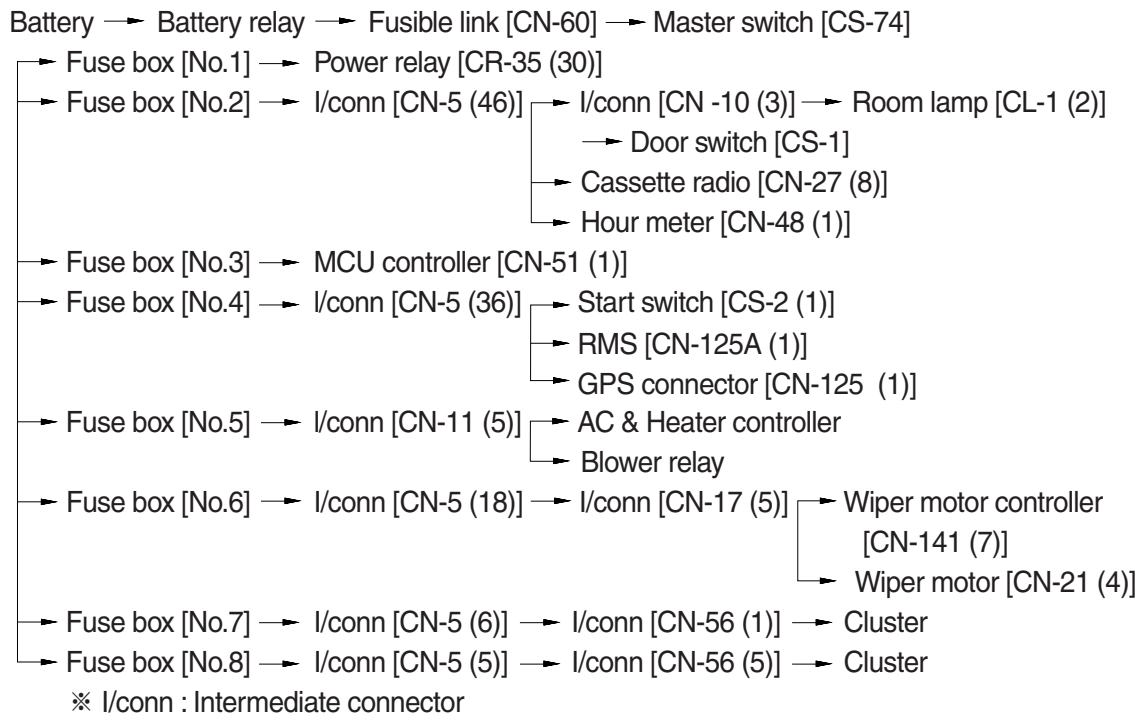 Battery → Battery relay → Fusible link [CN-60] → Master switch [CS-74]
→ Fuse box [No.1] → Power relay [CR-35 (30)]
→ Fuse box [No.2] → I/conn [CN-5 (46)] → I/conn [CN -10 (3)] → Room lamp [CL-1 (2)]
→ Door switch [CS-1]
→ Cassette radio [CN-27 (8)]
→ Hour meter [CN-48 (1)]
→ Fuse box [No.3] → MCU controller [CN-51 (1)]
→ Fuse box [No.4] → I/conn [CN-5 (36)] → Start switch [CS-2 (1)]
→ RMS [CN-125A (1)]
→ GPS connector [CN-125 (1)]
→ Fuse box [No.5] → I/conn [CN-11 (5)] → AC & Heater controller
→ Blower relay
→ Fuse box [No.6] → I/conn [CN-5 (18)] → I/conn [CN-17 (5)] → Wiper motor controller
[CN-141 (7)]
→ Wiper motor [CN-21 (4)]
→ Fuse box [No.7] → I/conn [CN-5 (6)] → I/conn [CN-56 (1)] → Cluster
→ Fuse box [No.8] → I/conn [CN-5 (5)] → I/conn [CN-56 (5)] → Cluster
※ I/conn : Intermediate connector